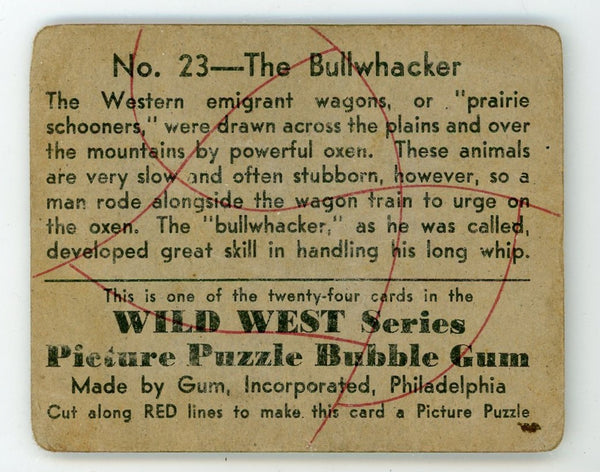 No. 23—The Bullwhacker
The Western emigrant wagons, or "prairie
schooners," were drawn across the plains and over
the mountains by powerful oxen. These animals
are very slow and often stubborn, however, so a
man rode alongside the wagon train to urge on
the oxen. The "bullwhacker," as he was called,
developed great skill in handling his long whip.
This is one of the twenty-four cards in the
WILD WEST Series
Picture Puzzle Bubble Gum
Made by Gum, Incorporated, Philadelphia
Cut along RED lines to make this card a Picture Puzzle